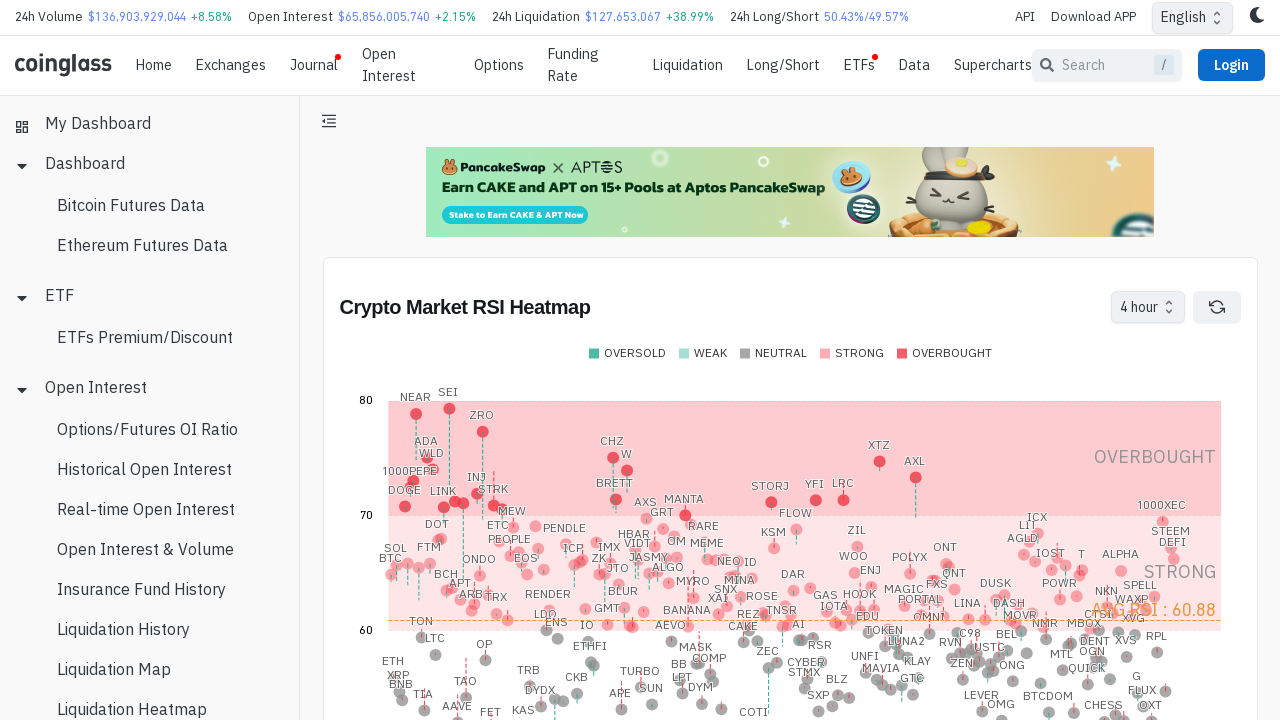 24h Volume $136,903,929,044 +8.58% Open Interest $65,856,005,740 +2.15% 24h Liquidation $127,653,067 +38.99% 24h Long/Short 50.43%/49.57% API Download APP English
coinglass Home Exchanges Journal Open Interest Options Funding Rate Liquidation Long/Short ETFs Data Supercharts Search / Login
My Dashboard
Dashboard
Bitcoin Futures Data
Ethereum Futures Data
ETF
ETFs Premium/Discount
Open Interest
Options/Futures OI Ratio
Historical Open Interest
Real-time Open Interest
Open Interest & Volume
Insurance Fund History
Liquidation History
Liquidation Map
Liquidation Heatmap
PancakeSwap X APTOS
Earn CAKE and APT on 15+ Pools at Aptos PancakeSwap
Stake to Earn CAKE & APT Now
Crypto Market RSI Heatmap
4 hour
OVERSOLD WEAK NEUTRAL STRONG OVERBOUGHT
80
NEAR SEI
ZRO
ADA CHZ XTZ
WLD W OVERBOUGHT
AXL
1000PEPE INJ BRETT STORJ YFI LRC
DOGE LINK STRK
AXS MANTA 1000XEC
70
MEW GRT FLOW ICX
DOT ETC PENDLE RARE ZIL LIT
PEOPLE HBAR KSM AGLD STEEM
SOL FTM ICP IMX VIDT OM MEME ONT DEFI
BTC ONDO EOS ZK JASMY NEO ID WOO POLYX IOST T ALPHA
BCH JTO ALGO DAR ENJ QNT STRONG
APT MYRO MINA FXS DUSK POWR SPELL
ARB TRX RENDER BLUR SNX ROSE GAS HOOK MAGIC NKN
GMT XAI IOTA PORTAL LINA DASH WAXP
LDO BANANA REZ TNSR EDU OMNI MOVR CTSI AVG RSI : 60.88
60
TON ENS IO AEVO CAKE AI TOKEN C98 BEL NMR MBOX XVG
LTC OP ETHFI MASK ZEC RSR LUNA2 RVN USTC DENT XVS RPL
ETH COMP CYBER UNFI KLAY ZEN ONG MTL OGN
XRP TRB CKB TURBO BB STMX MAVIA QUICK
BNB TAO LPT BLZ GTC G
TIA DYDX APE SUN DYM SXP LEVER BTCDOM FLUX
AAVE FET KAS COTI OMG CHESS OXT